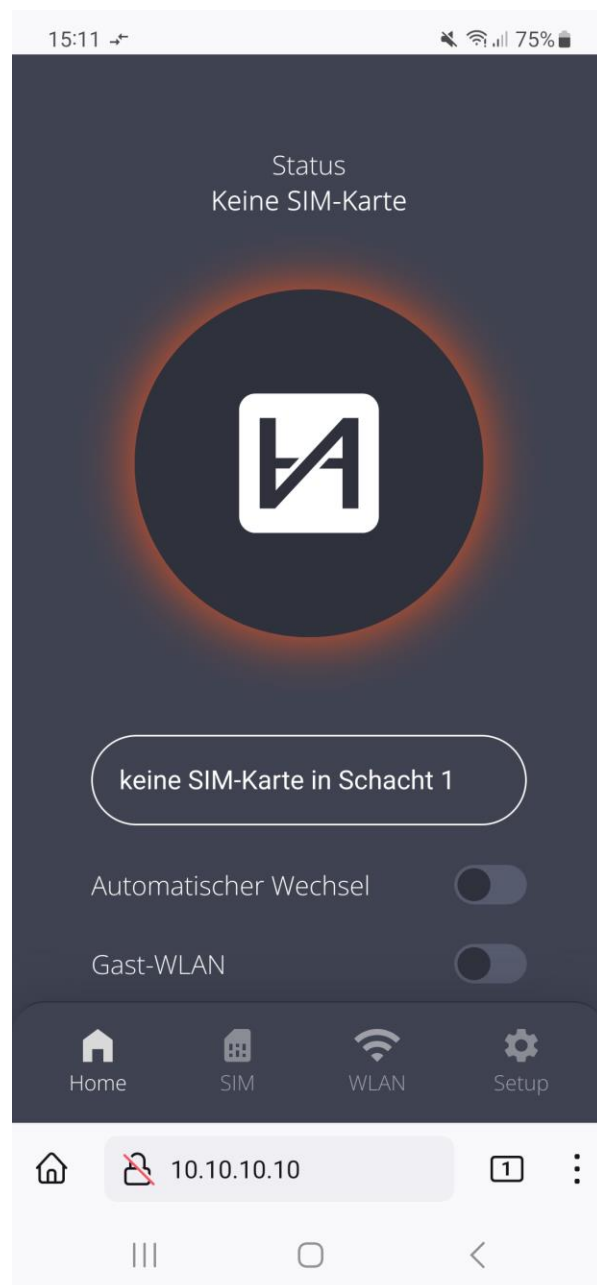 15:11
75%
Status
Keine SIM-Karte
keine SIM-Karte in Schacht 1
Automatischer Wechsel
Gast-WLAN
Home
SIM
WLAN
Setup
10.10.10.10
1